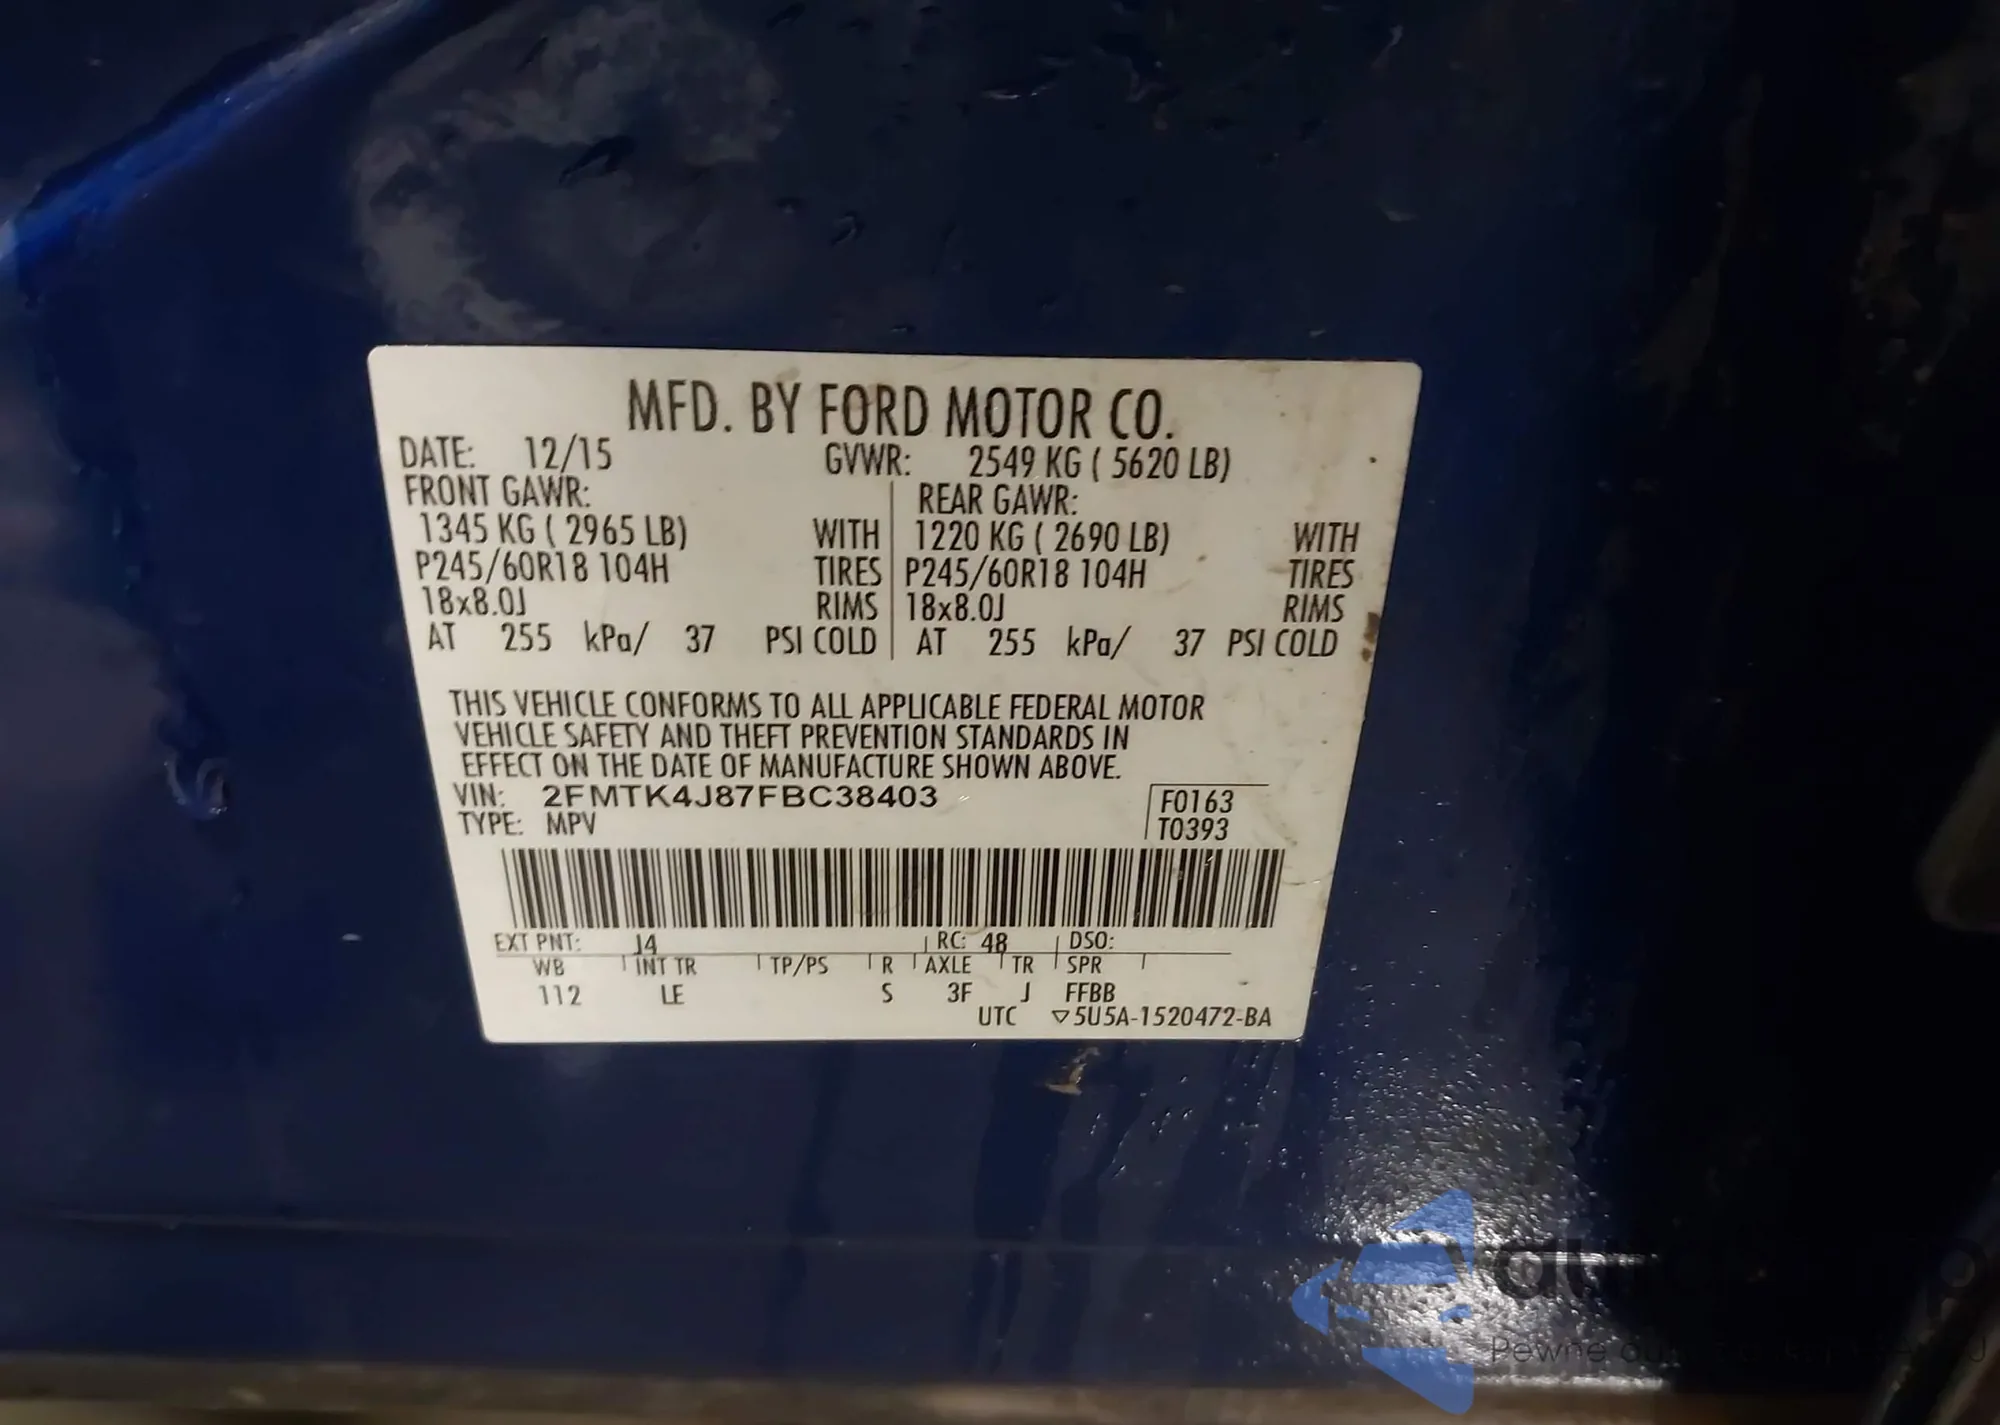 MFD. BY FORD MOTOR CO.
DATE: 12/15 GVWR: 2549 KG ( 5620 LB)
FRONT GAWR: REAR GAWR:
1345 KG ( 2965 LB) WITH 1220 KG ( 2690 LB) WITH
P245/60R18 104H TIRES P245/60R18 104H TIRES
18x8.0J RIMS 18x8.0J RIMS
AT 255 kPa/ 37 PSI COLD AT 255 kPa/ 37 PSI COLD
THIS VEHICLE CONFORMS TO ALL APPLICABLE FEDERAL MOTOR
VEHICLE SAFETY AND THEFT PREVENTION STANDARDS IN
EFFECT ON THE DATE OF MANUFACTURE SHOWN ABOVE.
VIN: 2FMTK4J87FBC38403 F0163
TYPE: MPV T0393
EXT PNT: J4 RC: 48 DSO:
WB INT TR TP/PS R AXLE TR SPR
112 LE S 3F J FFBB
UTC ▽5U5A-1520472-BA
Pewne